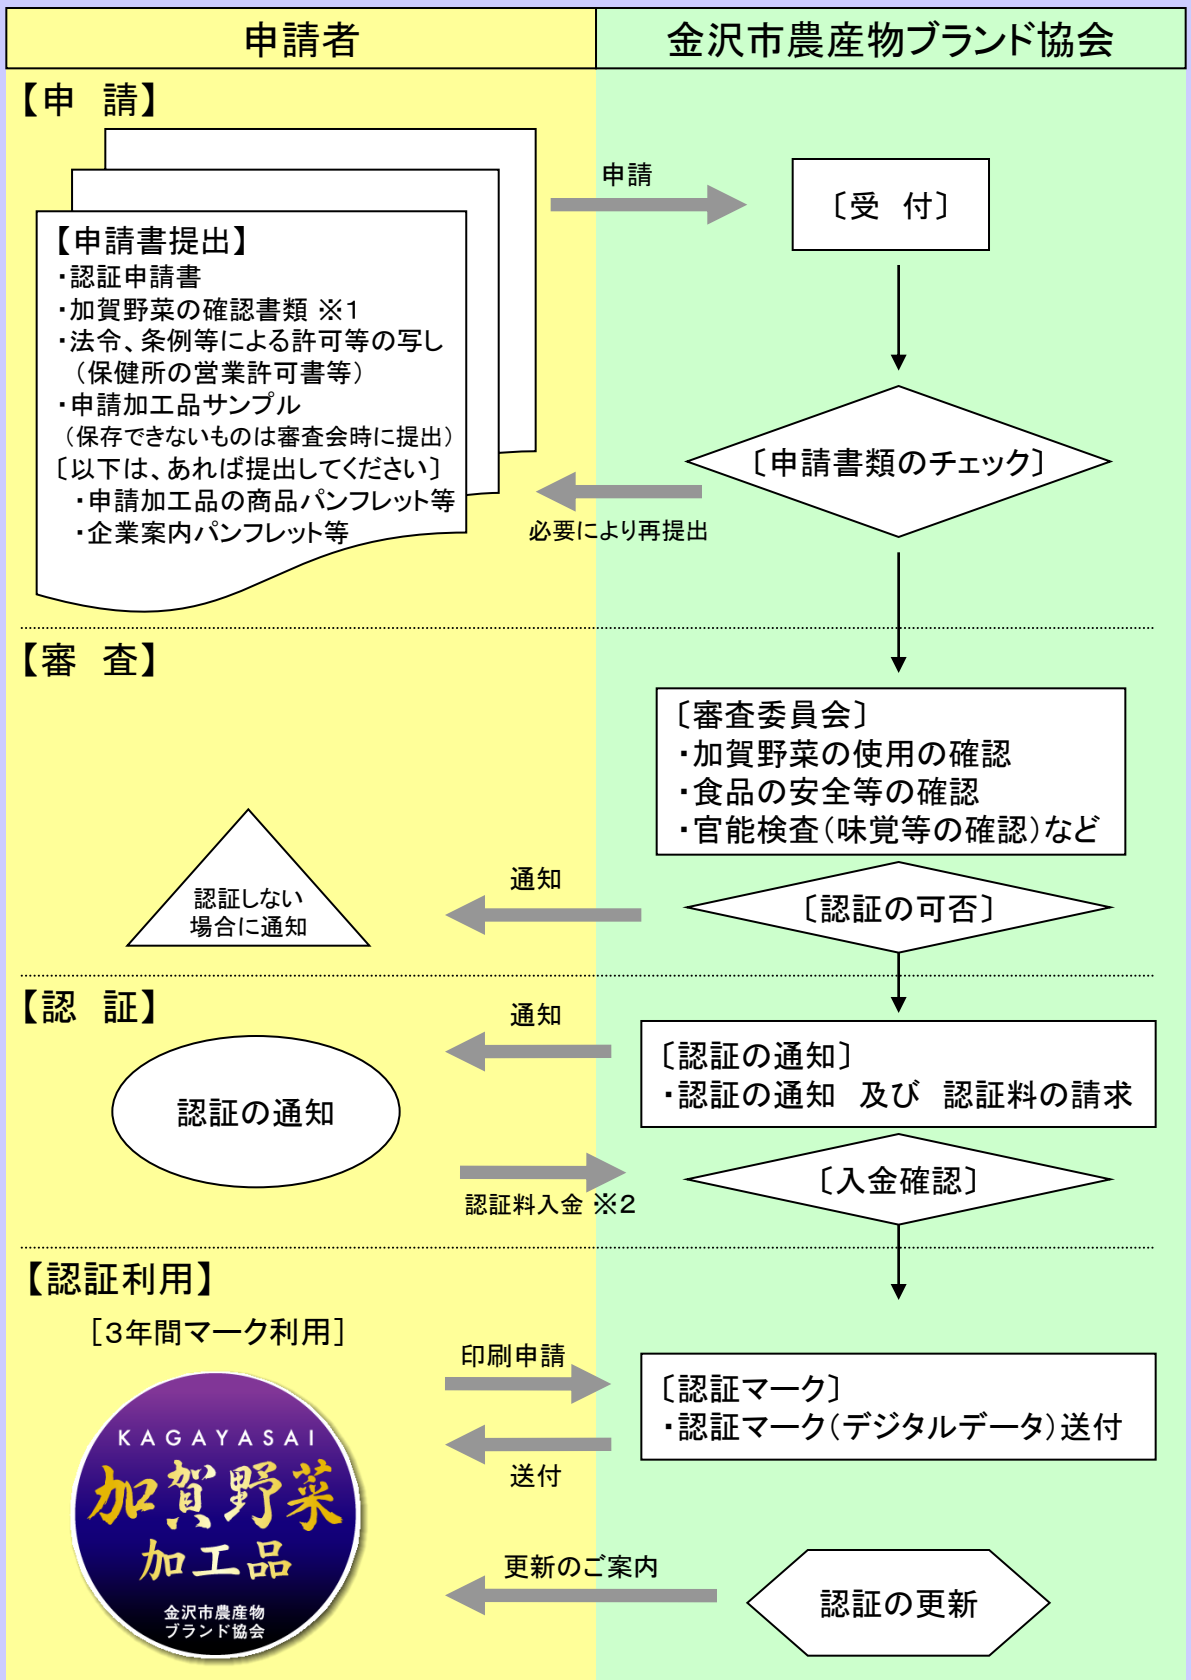 申請者
金沢市農産物ブランド協会
【申　請】
申請
〔受　付〕
【申請書提出】
・認証申請書
・加賀野菜の確認書類 ※1
・法令、条例等による許可等の写し
（保健所の営業許可書等）
・申請加工品サンプル
（保存できないものは審査会時に提出）
〔以下は、あれば提出してください〕
・申請加工品の商品パンフレット等
・企業案内パンフレット等
〔申請書類のチェック〕
必要により再提出
【審　査】
〔審査委員会〕
・加賀野菜の使用の確認
・食品の安全等の確認
・官能検査（味覚等の確認）など
通知
認証しない
場合に通知
〔認証の可否〕
【認　証】
通知
〔認証の通知〕
・認証の通知　及び　認証料の請求
認証の通知
認証料入金 ※2
〔入金確認〕
【認証利用】
［3年間マーク利用］
印刷申請
〔認証マーク〕
・認証マーク（デジタルデータ）送付
送付
KAGAYASAI
加賀野菜
加工品
金沢市農産物
ブランド協会
更新のご案内
認証の更新